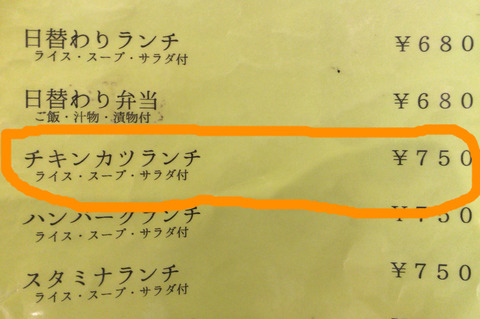 日替わりランチ ￥６８０
ライス・スープ・サラダ付
日替わり弁当 ￥６８０
ご飯・汁物・漬物付
チキンカツランチ ￥７５０
ライス・スープ・サラダ付
ハンバーグランチ ￥７５０
ライス・スープ・サラダ付
スタミナランチ ￥７５０
ライス・スープ・サラダ付